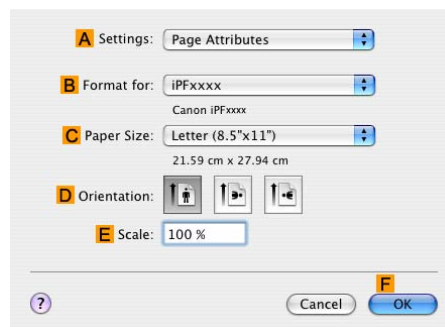 A Settings: Page Attributes
B Format for: iPFxxxx
Canon iPFxxxx
C Paper Size: Letter (8.5"x11")
21.59 cm x 27.94 cm
D Orientation:
E Scale: 100 %
F
? Cancel OK